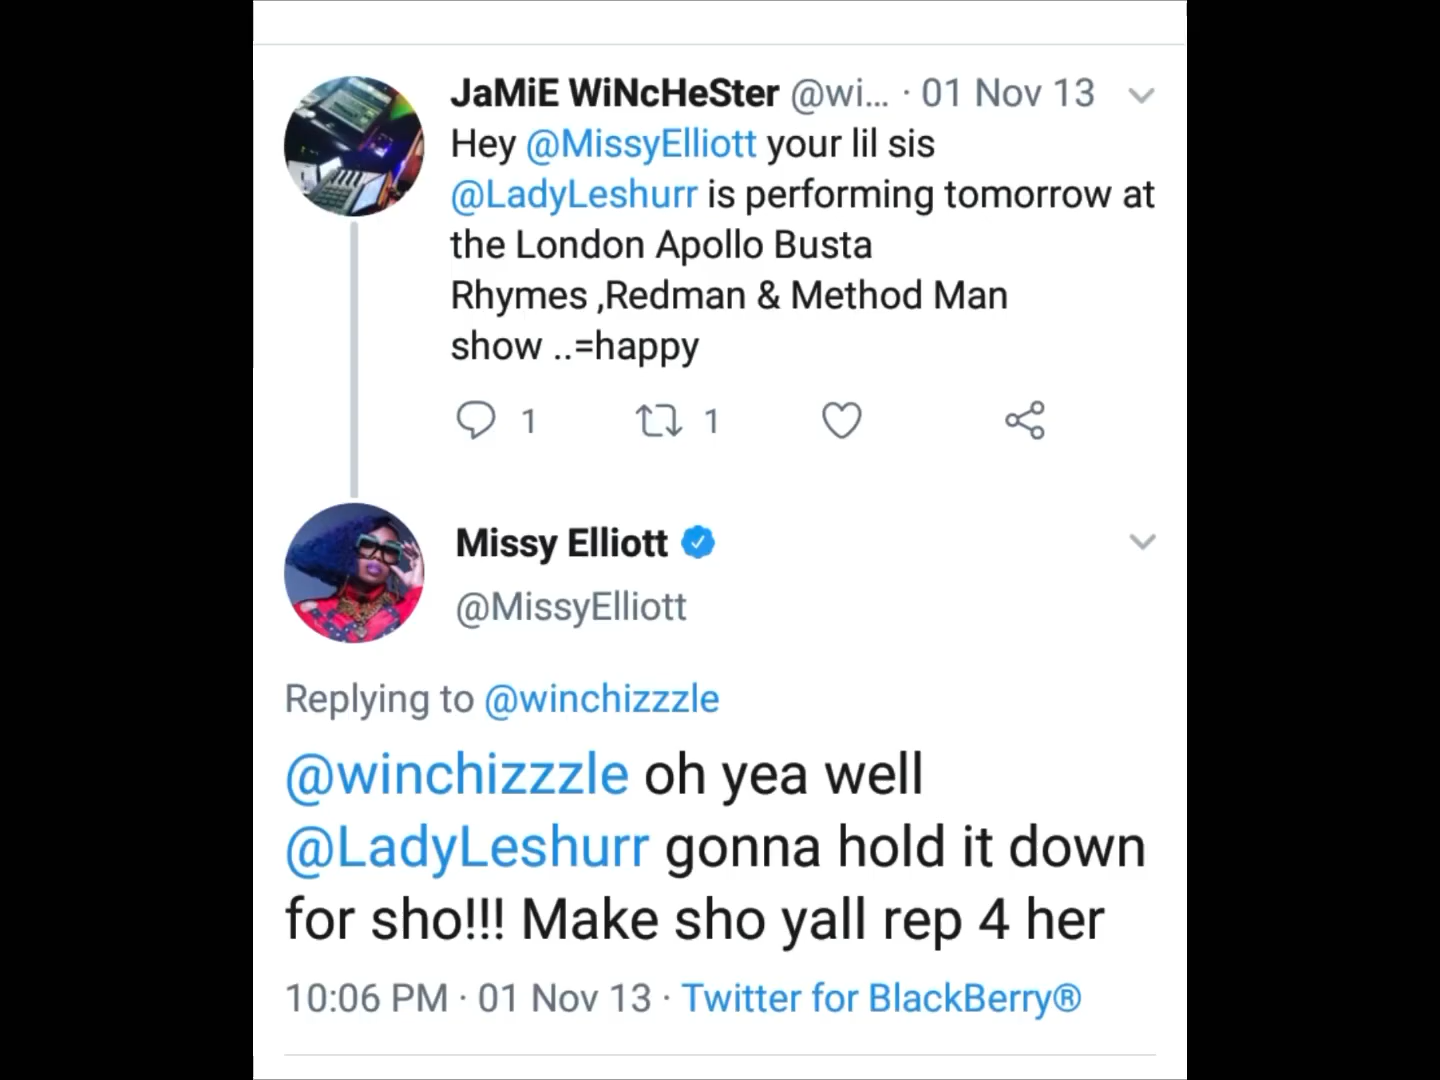 JaMiE WiNcHeSter @wi... · 01 Nov 13
Hey @MissyElliott your lil sis
@LadyLeshurr is performing tomorrow at
the London Apollo Busta
Rhymes ,Redman & Method Man
show ..=happy
1 1
Missy Elliott
@MissyElliott
Replying to @winchizzzle
@winchizzzle oh yea well
@LadyLeshurr gonna hold it down
for sho!!! Make sho yall rep 4 her
10:06 PM · 01 Nov 13 · Twitter for BlackBerry®